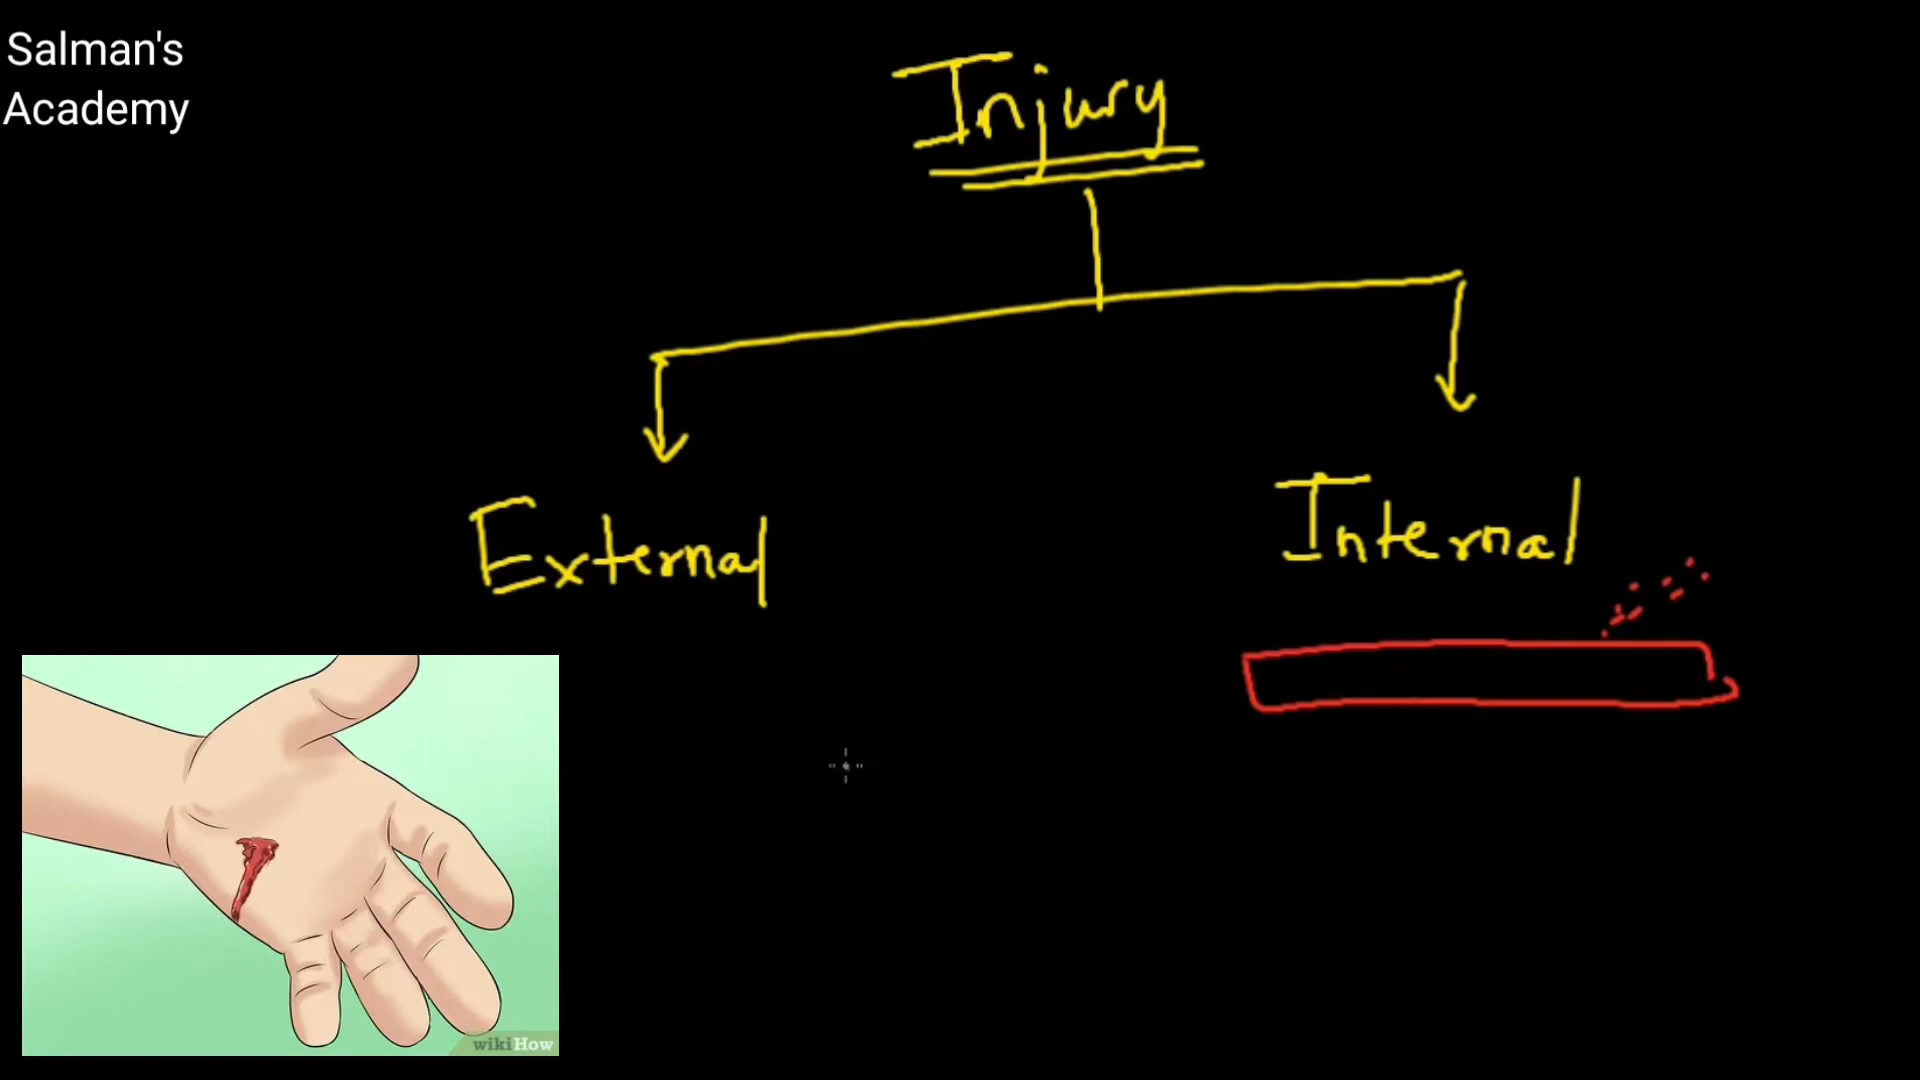 Salman's
Academy
Injury
External
Internal
wikiHow